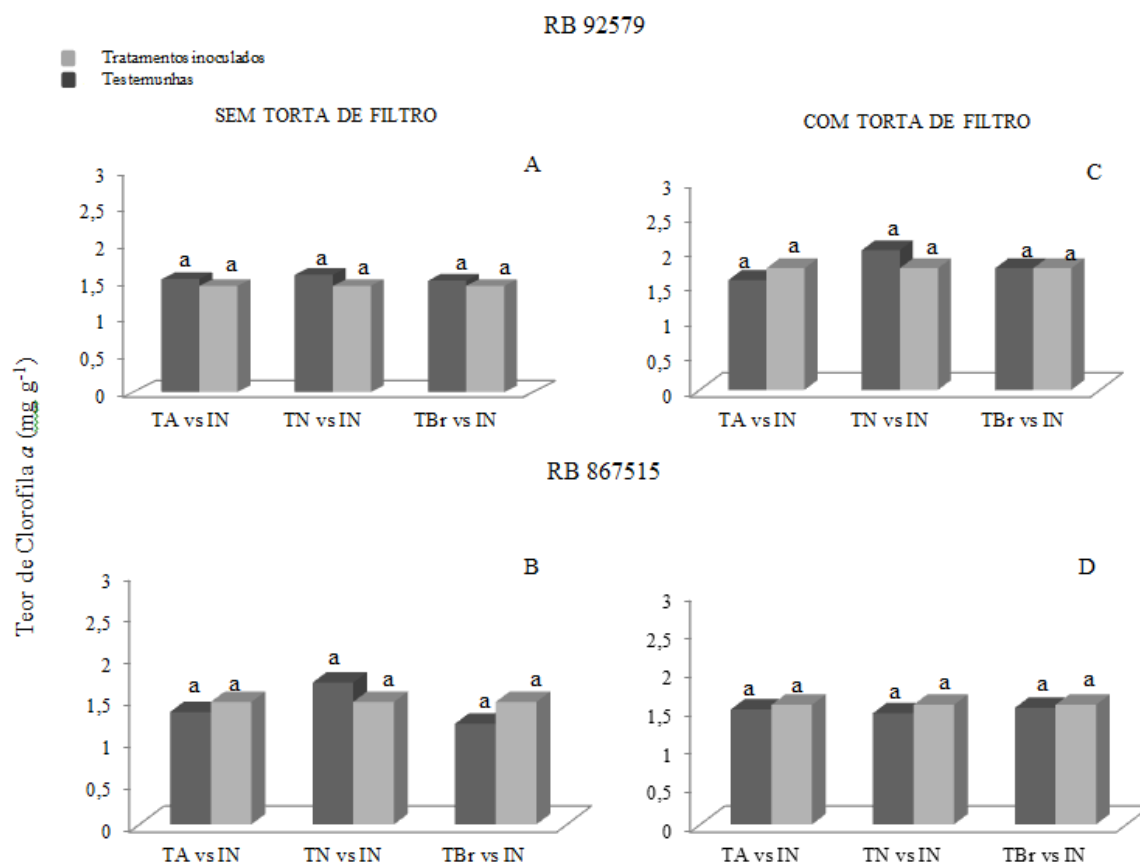 RB 92579
Tratamentos inoculados
Testemunhas
SEM TORTA DE FILTRO
COM TORTA DE FILTRO
Teor de Clorofila a (mg g⁻¹)
A
3
2,5
2
1,5
1
0,5
0
a a a a a a
TA vs IN TN vs IN TBr vs IN
C
3
2,5
2
1,5
1
0,5
0
a a a a a a
TA vs IN TN vs IN TBr vs IN
RB 867515
B
3
2,5
2
1,5
1
0,5
0
a a a a a a
TA vs IN TN vs IN TBr vs IN
D
3
2,5
2
1,5
1
0,5
0
a a a a a a
TA vs IN TN vs IN TBr vs IN